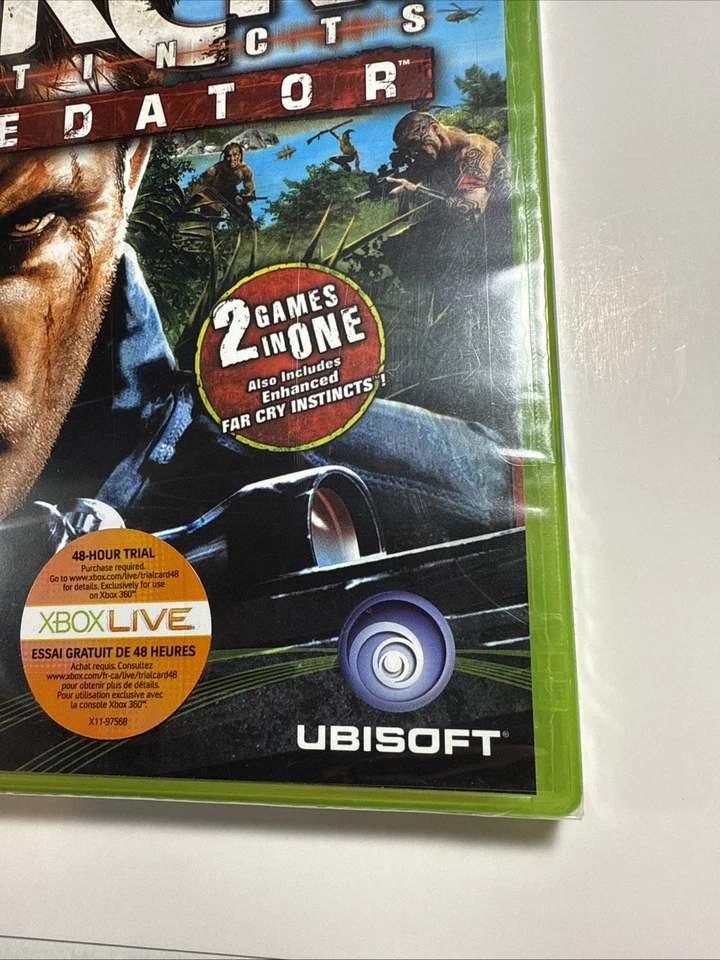 TINCTS
EDATOR™
2 GAMES
IN ONE
Also Includes
Enhanced
FAR CRY INSTINCTS™!
48-HOUR TRIAL
Purchase required.
Go to www.xbox.com/live/trialcard48
for details. Exclusively for use
on Xbox 360™.
XBOX LIVE
ESSAI GRATUIT DE 48 HEURES
Achat requis. Consultez
www.xbox.com/fr-ca/live/trialcard48
pour obtenir plus de détails.
Pour utilisation exclusive avec
la console Xbox 360™.
X11-97568
UBISOFT®